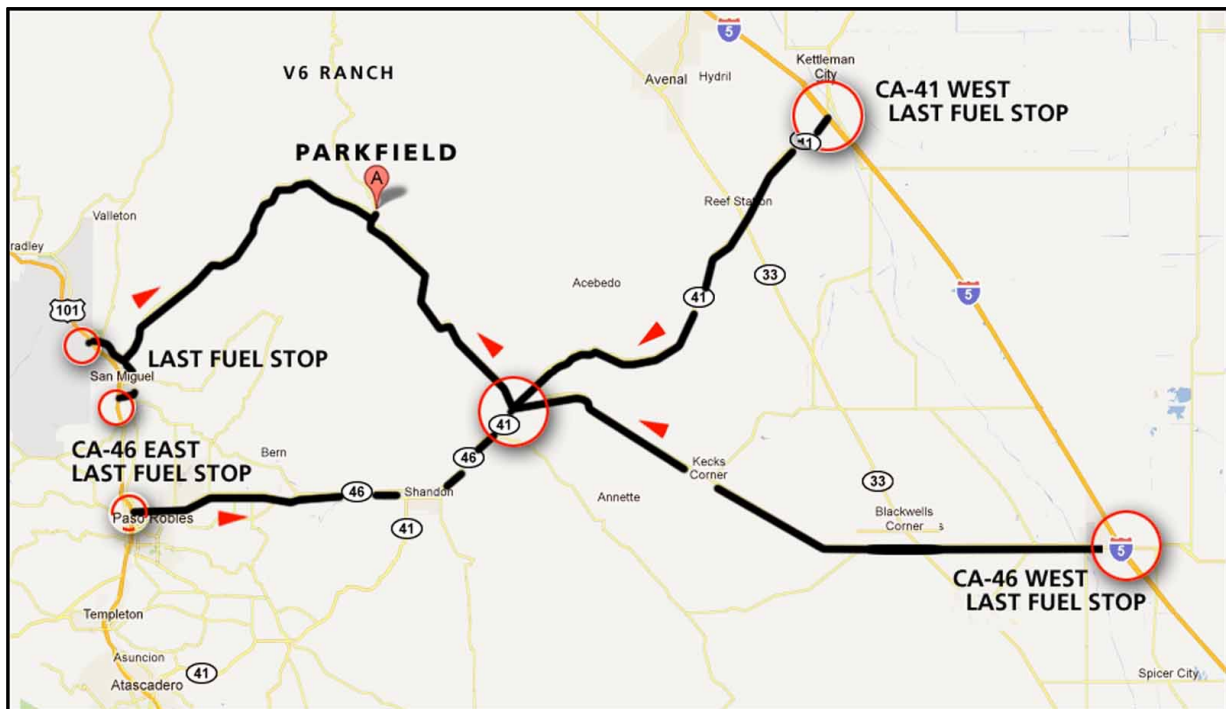 5
Kettleman
City
V6 RANCH
Avenal
Hydril
CA-41 WEST
LAST FUEL STOP
41
PARKFIELD
A
Valleton
Reef Station
radley
33
Acebedo
5
101
41
LAST FUEL STOP
San Miguel
41
CA-46 EAST
LAST FUEL STOP
Bern
46
Kecks
Corner
46
Shandon
Annette
33
Paso Robles
41
Blackwells
Corner
s
5
CA-46 WEST
LAST FUEL STOP
Templeton
Asuncion
41
Atascadero
Spicer City